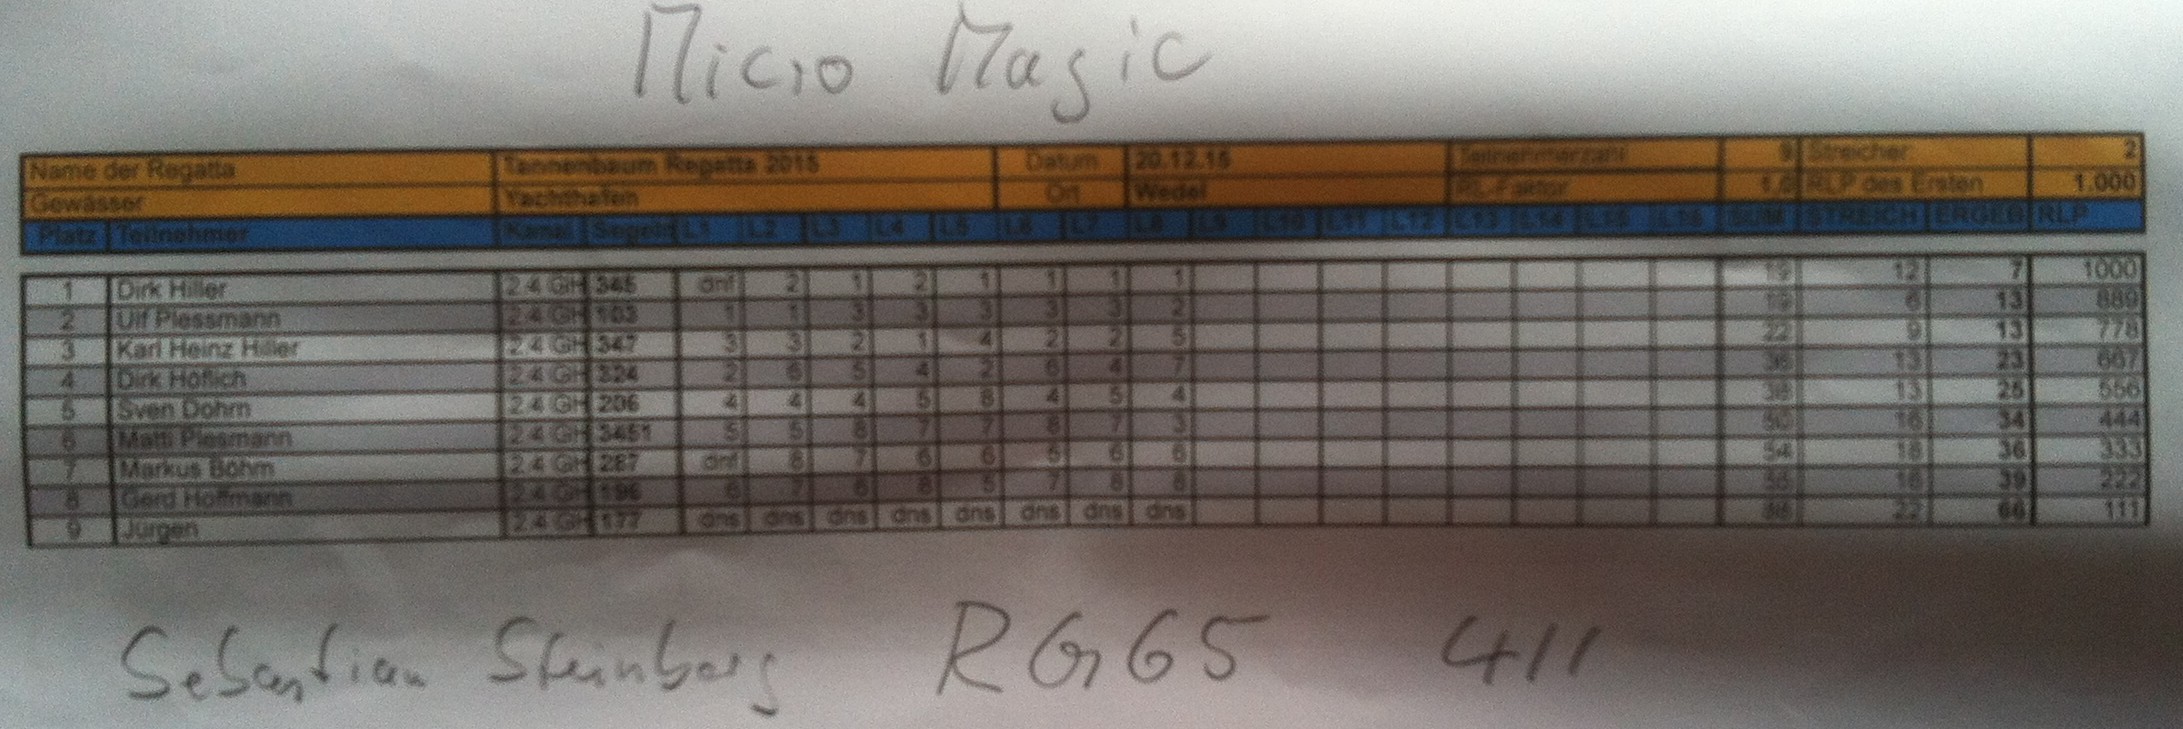 Micro Magic
Name der Regatta Tannenbaum Regatta 2015 Datum 20.12.15 Teilnehmerzahl 9 Streicher 2
Gewässer Yachthafen Ort Wedel RL-Faktor 1,0 RLP des Ersten 1.000
Platz Teilnehmer Kanal L1 L2 L3 L4 L5 L6 L7 L8 L9 L10 L11 L12 L13 L14 L15 L16 SUM STREICH ERGEB RLP
1 Dirk Hiller 2.4 GH 345 dnf 2 1 2 1 1 1 1 19 12 7 1000
2 Ulf Plessmann 2.4 GH 103 1 1 3 3 3 3 3 2 19 6 13 889
3 Karl Heinz Hiller 2.4 GH 347 3 3 2 1 4 2 2 5 22 9 13 778
4 Dirk Höflich 2.4 GH 324 2 6 5 4 2 6 4 7 36 13 23 667
5 Sven Dohrn 2.4 GH 206 4 4 4 5 8 4 5 4 38 13 25 556
6 Matti Plesmann 2.4 GH 3451 5 5 8 7 7 8 7 3 50 16 34 444
7 Markus Böhm 2.4 GH 287 dnf 8 7 6 6 5 6 6 54 18 36 333
8 Gerd Hoffmann 2.4 GH 196 6 7 6 8 5 7 8 8 16 39 222
9 Jürgen 2.4 GH 177 dns dns dns dns dns dns dns dns 88 22 66 111
Sebastian Steinberg RG65 411